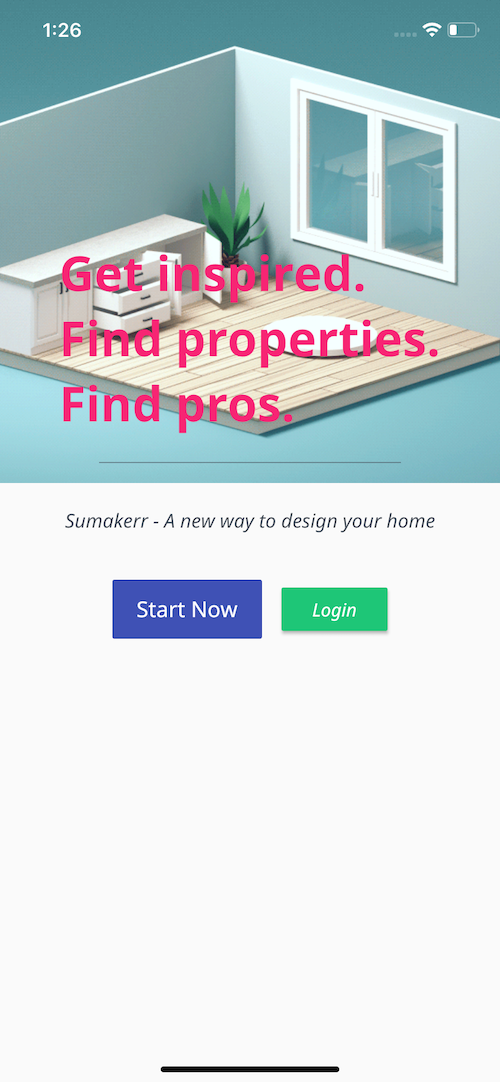 1:26
Get inspired.
Find properties.
Find pros.
Sumakerr - A new way to design your home
Start Now
Login